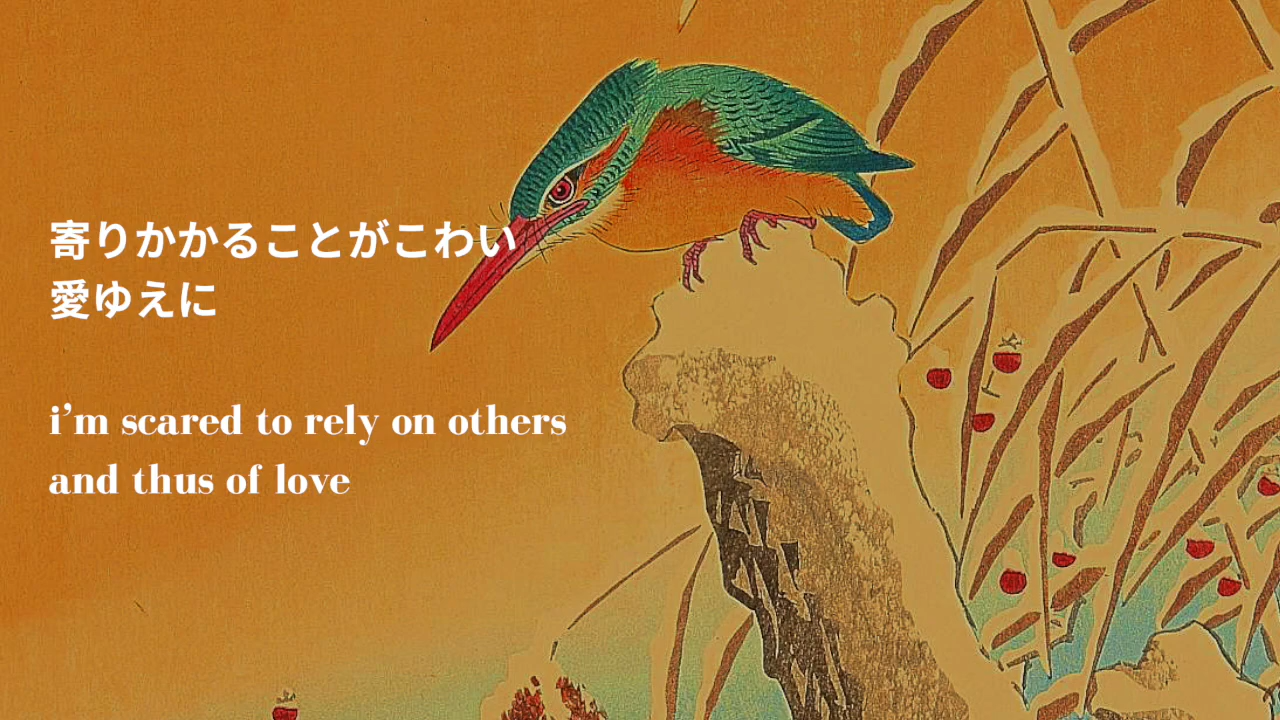 寄りかかることがこわい
愛ゆえに
i’m scared to rely on others
and thus of love